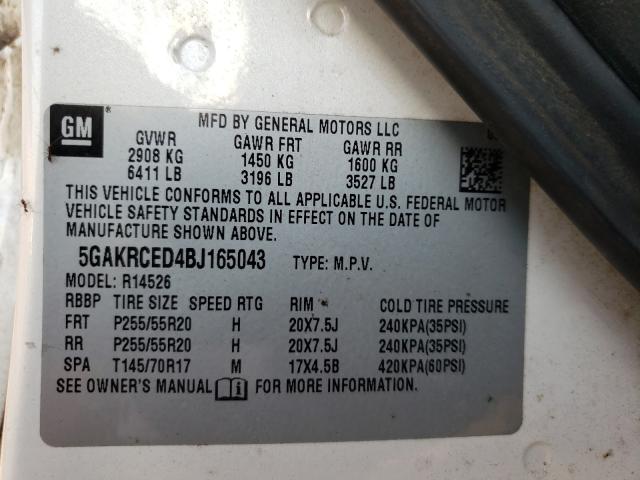 GM
MFD BY GENERAL MOTORS LLC
GVWR GAWR FRT GAWR RR
2908 KG 1450 KG 1600 KG
6411 LB 3196 LB 3527 LB
THIS VEHICLE CONFORMS TO ALL APPLICABLE U.S. FEDERAL MOTOR
VEHICLE SAFETY STANDARDS IN EFFECT ON THE DATE OF
MANUFACTURE SHOWN ABOVE.
5GAKRCED4BJ165043 TYPE: M.P.V.
MODEL: R14526
RBBP TIRE SIZE SPEED RTG RIM COLD TIRE PRESSURE
FRT P255/55R20 H 20X7.5J 240KPA(35PSI)
RR P255/55R20 H 20X7.5J 240KPA(35PSI)
SPA T145/70R17 M 17X4.5B 420KPA(60PSI)
SEE OWNER'S MANUAL FOR MORE INFORMATION.